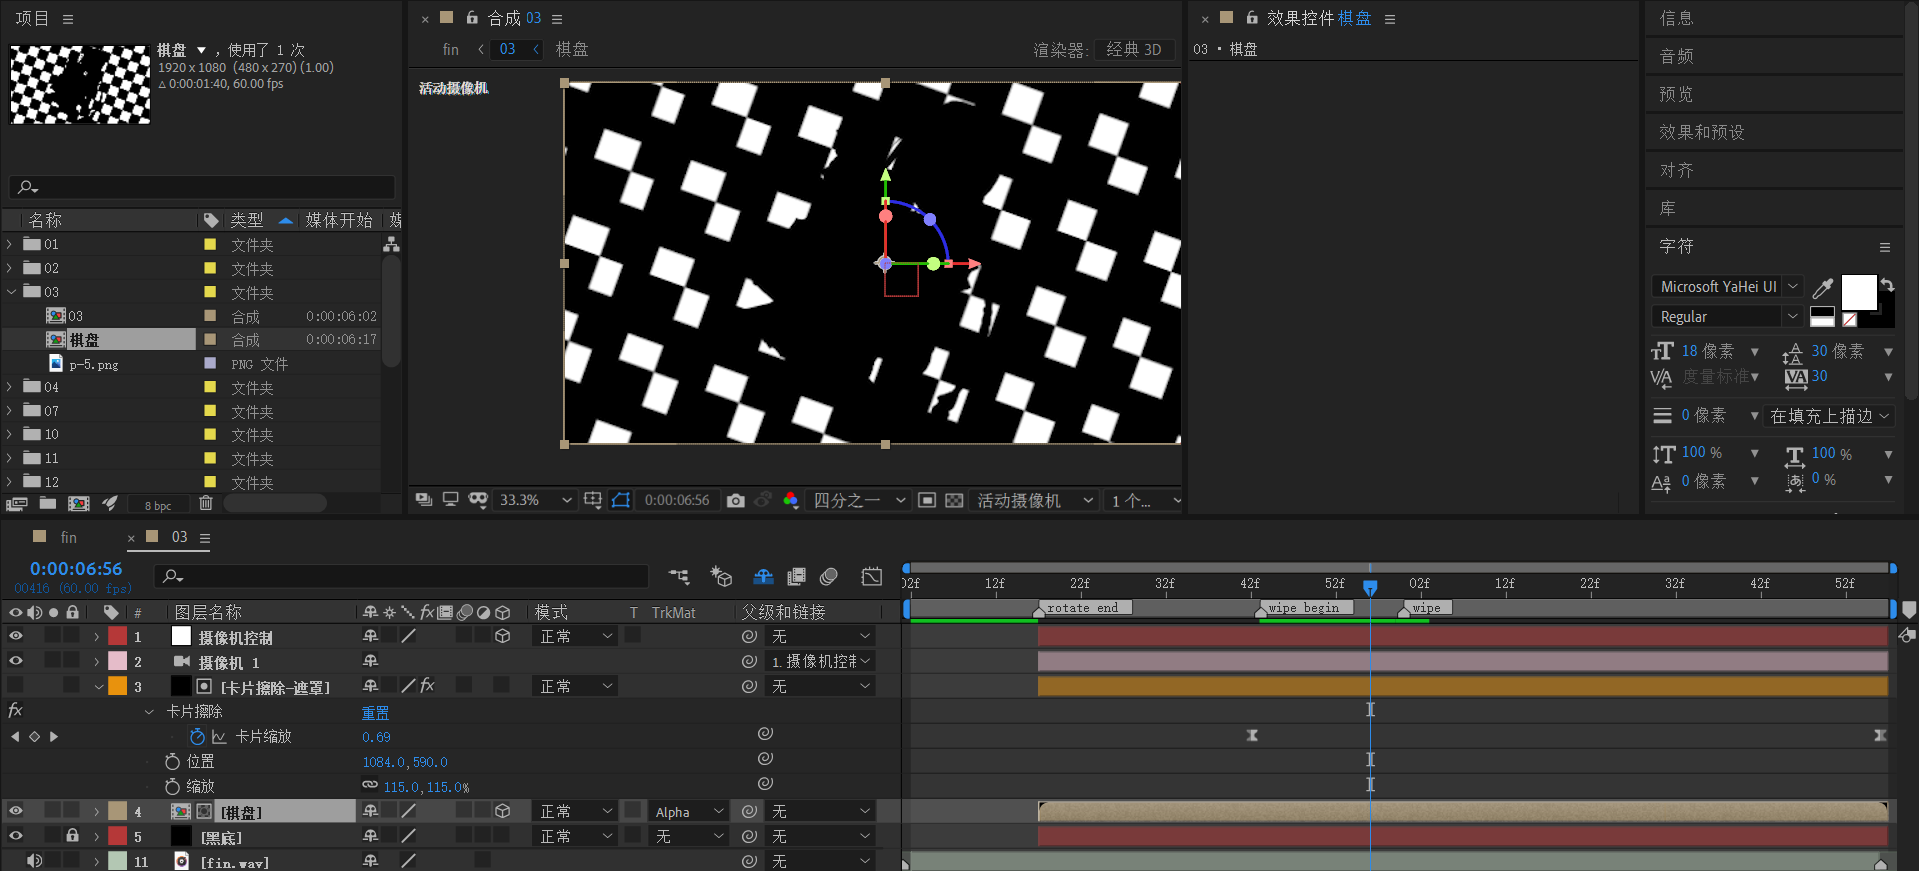 项目
棋盘 ▼ ，使用了 1 次
1920 x 1080 (480 x 270) (1.00)
△ 0:00:01:40, 60.00 fps
名称 类型 媒体开始 媒
01 文件夹
02 文件夹
03 文件夹
03 合成 0:00:06:02
棋盘 合成 0:00:06:17
p-5.png PNG 文件
04 文件夹
07 文件夹
10 文件夹
11 文件夹
12 文件夹
8 bpc
× 合成 03
fin 03 棋盘
渲染器: 经典 3D
活动摄像机
33.3% 0:00:06:56 四分之一 活动摄像机 1 个...
× 效果控件 棋盘
03 · 棋盘
信息
音频
预览
效果和预设
对齐
库
字符
Microsoft YaHei UI
Regular
18 像素 30 像素
度量标准 30
0 像素 在填充上描边
100 % 100 %
0 像素 0 %
fin × 03
0:00:06:56
00416 (60.00 fps)
02f 12f 22f 32f 42f 52f 02f 12f 22f 32f 42f 52f
# 图层名称 模式 T TrkMat 父级和链接
rotate end wipe begin wipe
1 摄像机控制 正常 无
2 摄像机 1 1. 摄像机控制
3 [卡片擦除-遮罩] 正常 无
fx 卡片擦除 重置
卡片缩放 0.69
位置 1084.0,590.0
缩放 115.0,115.0%
4 [棋盘] 正常 Alpha 无
5 [黑底] 正常 无 无
11 [fin.wav] 无